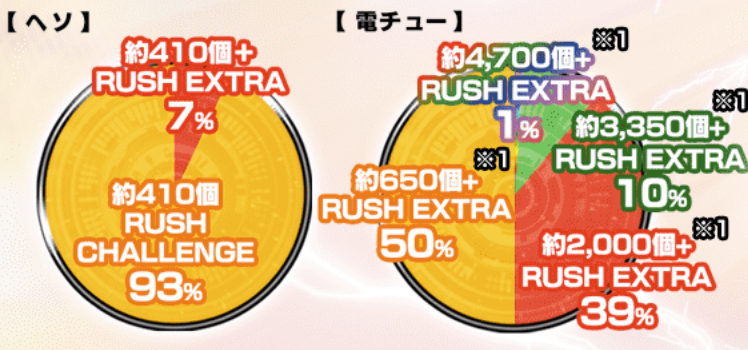 【ヘソ】
約410個+
RUSH EXTRA
7%
約410個
RUSH
CHALLENGE
93%
【電チュー】
約4,700個+ ※1
RUSH EXTRA
1%
約3,350個+ ※1
RUSH EXTRA
10%
約2,000個+ ※1
RUSH EXTRA
39%
※1
約650個+
RUSH EXTRA
50%